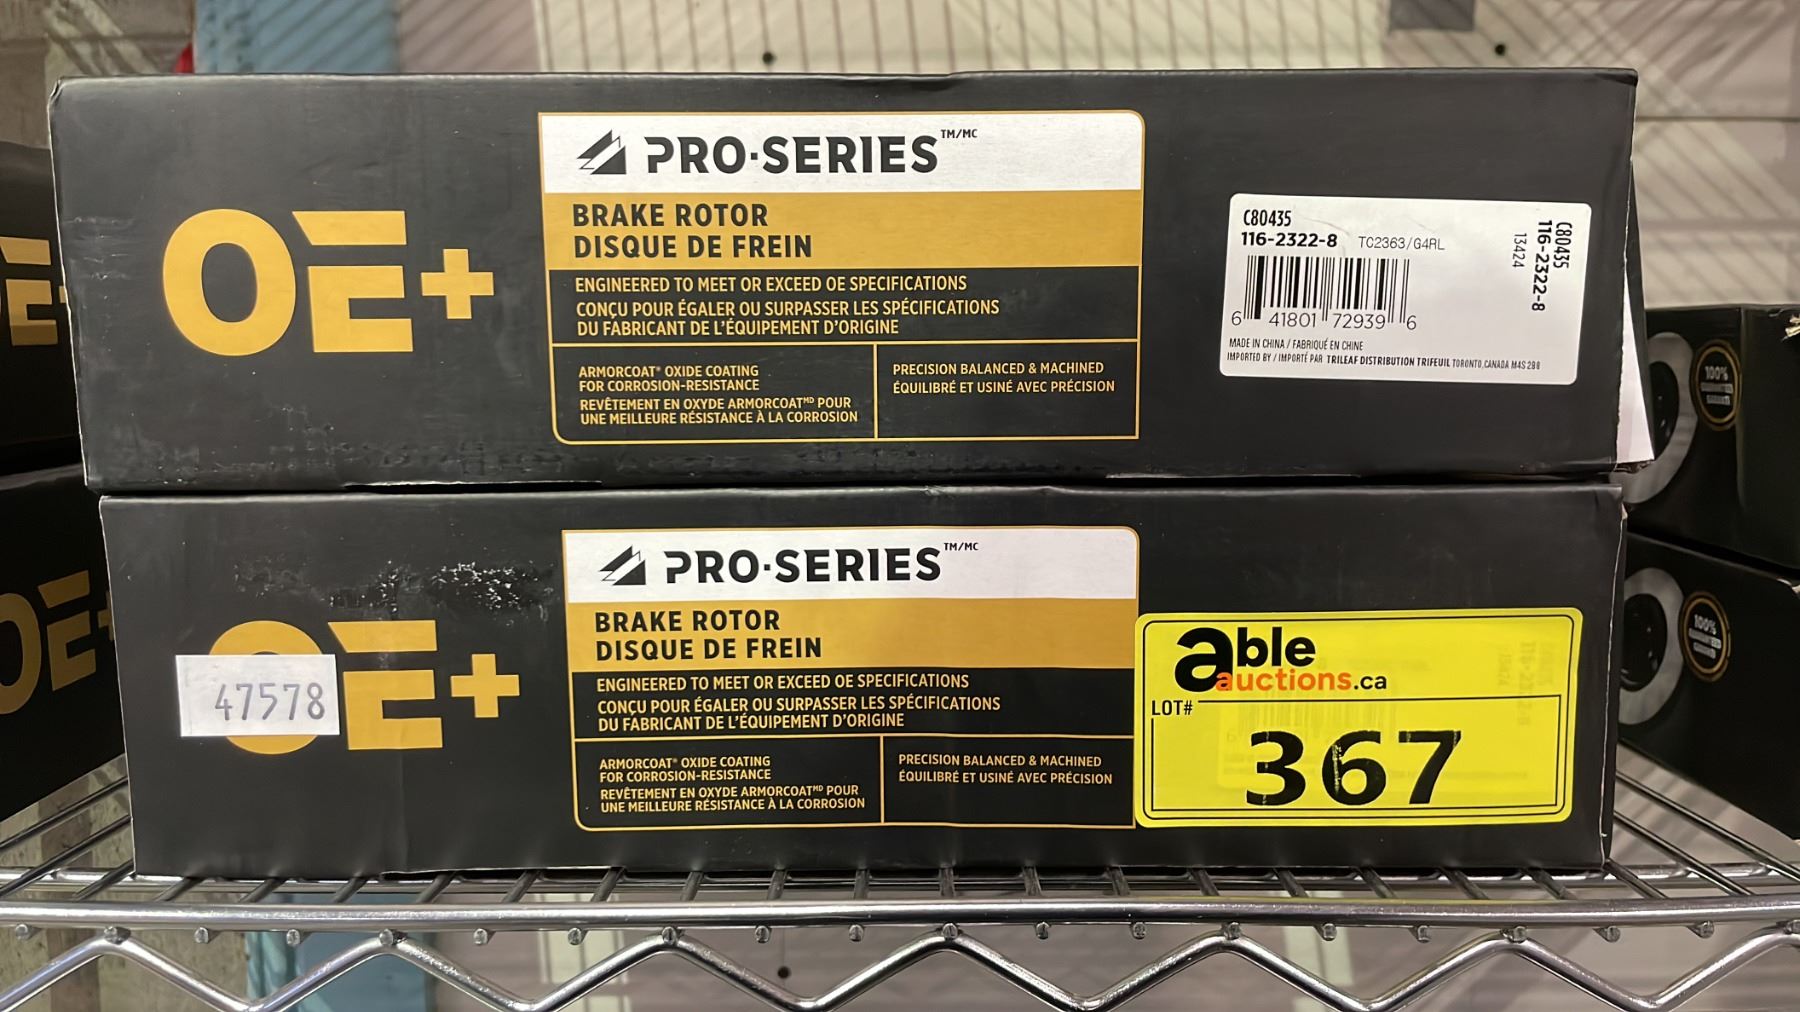 OE+
PRO·SERIES TM/MC
BRAKE ROTOR
DISQUE DE FREIN
ENGINEERED TO MEET OR EXCEED OE SPECIFICATIONS
CONÇU POUR ÉGALER OU SURPASSER LES SPÉCIFICATIONS
DU FABRICANT DE L'ÉQUIPEMENT D'ORIGINE
ARMORCOAT® OXIDE COATING
FOR CORROSION-RESISTANCE
REVÊTEMENT EN OXYDE ARMORCOAT MD POUR
UNE MEILLEURE RÉSISTANCE À LA CORROSION
PRECISION BALANCED & MACHINED
ÉQUILIBRÉ ET USINÉ AVEC PRÉCISION
C80435
116-2322-8 TC2363/G4RL
6 41801 72939 6
MADE IN CHINA / FABRIQUÉ EN CHINE
IMPORTED BY / IMPORTÉ PAR TRILEAF DISTRIBUTION TRIFEUIL TORONTO, CANADA M4S 2B8
C80435
116-2322-8
13424
OE+
47578
PRO·SERIES TM/MC
BRAKE ROTOR
DISQUE DE FREIN
ENGINEERED TO MEET OR EXCEED OE SPECIFICATIONS
CONÇU POUR ÉGALER OU SURPASSER LES SPÉCIFICATIONS
DU FABRICANT DE L'ÉQUIPEMENT D'ORIGINE
ARMORCOAT® OXIDE COATING
FOR CORROSION-RESISTANCE
REVÊTEMENT EN OXYDE ARMORCOAT MD POUR
UNE MEILLEURE RÉSISTANCE À LA CORROSION
PRECISION BALANCED & MACHINED
ÉQUILIBRÉ ET USINÉ AVEC PRÉCISION
able
auctions.ca
LOT#
367
100%
100%